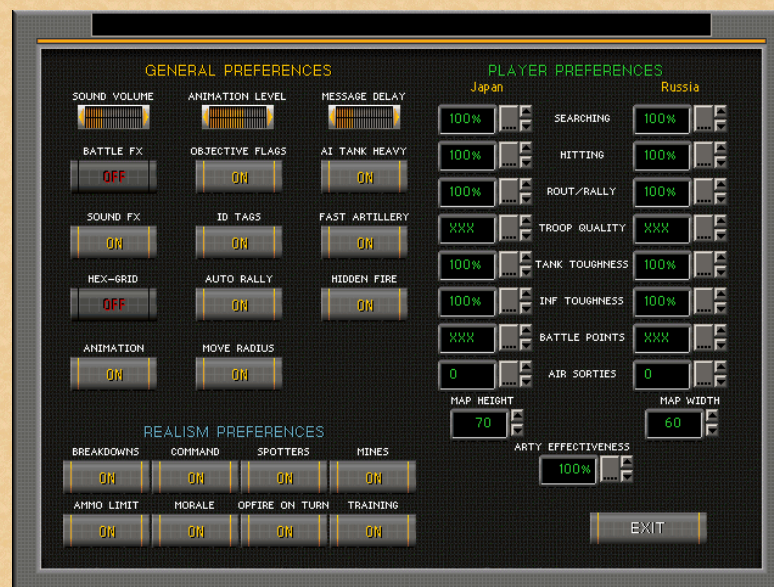 GENERAL PREFERENCES
SOUND VOLUME ANIMATION LEVEL MESSAGE DELAY
BATTLE FX OBJECTIVE FLAGS AI TANK HEAVY
OFF ON ON
SOUND FX ID TAGS FAST ARTILLERY
ON ON ON
HEX-GRID AUTO RALLY HIDDEN FIRE
OFF ON ON
ANIMATION MOVE RADIUS
ON ON
REALISM PREFERENCES
BREAKDOWNS COMMAND SPOTTERS MINES
ON ON ON ON
AMMO LIMIT MORALE OPFIRE ON TURN TRAINING
ON ON ON ON
PLAYER PREFERENCES
Japan Russia
100% SEARCHING 100%
100% HITTING 100%
100% ROUT/RALLY 100%
XXX TROOP QUALITY XXX
100% TANK TOUGHNESS 100%
100% INF TOUGHNESS 100%
XXX BATTLE POINTS XXX
0 AIR SORTIES 0
MAP HEIGHT MAP WIDTH
70 60
ARTY EFFECTIVENESS
100%
EXIT